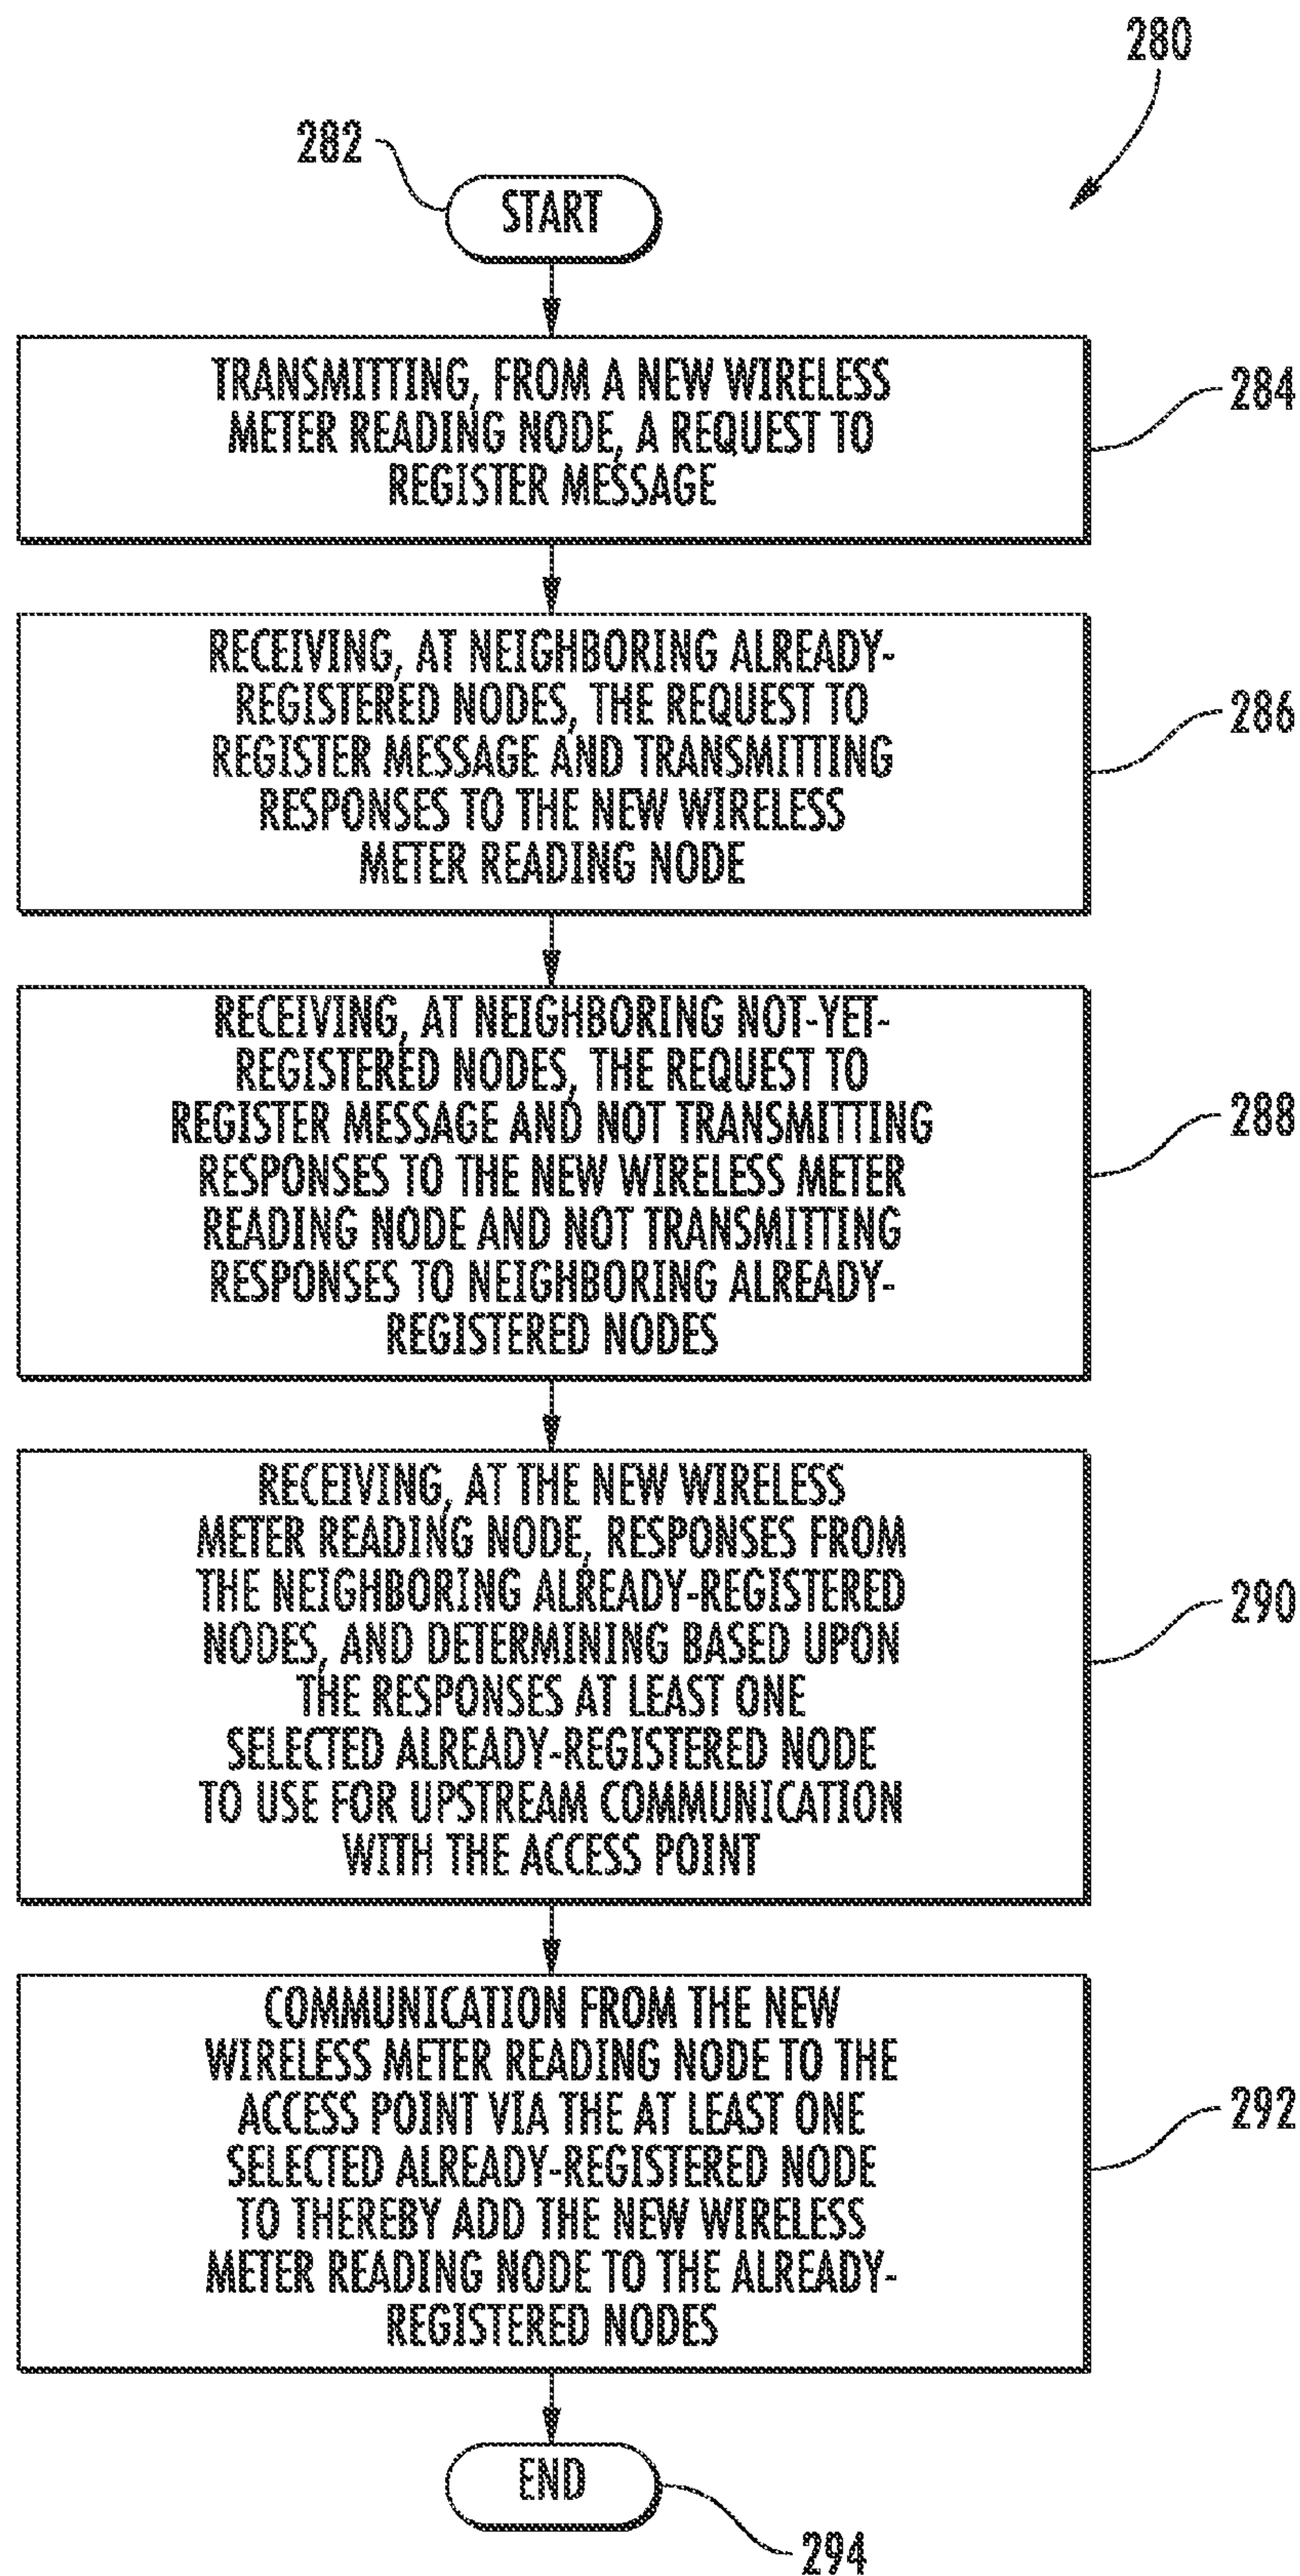 280
282
START
TRANSMITTING, FROM A NEW WIRELESS
METER READING NODE, A REQUEST TO
REGISTER MESSAGE
284
RECEIVING, AT NEIGHBORING ALREADY-
REGISTERED NODES, THE REQUEST TO
REGISTER MESSAGE AND TRANSMITTING
RESPONSES TO THE NEW WIRELESS
METER READING NODE
286
RECEIVING, AT NEIGHBORING NOT-YET-
REGISTERED NODES, THE REQUEST TO
REGISTER MESSAGE AND NOT TRANSMITTING
RESPONSES TO THE NEW WIRELESS METER
READING NODE AND NOT TRANSMITTING
RESPONSES TO NEIGHBORING ALREADY-
REGISTERED NODES
288
RECEIVING, AT THE NEW WIRELESS
METER READING NODE, RESPONSES FROM
THE NEIGHBORING ALREADY-REGISTERED
NODES, AND DETERMINING BASED UPON
THE RESPONSES AT LEAST ONE
SELECTED ALREADY-REGISTERED NODE
TO USE FOR UPSTREAM COMMUNICATION
WITH THE ACCESS POINT
290
COMMUNICATION FROM THE NEW
WIRELESS METER READING NODE TO THE
ACCESS POINT VIA THE AT LEAST ONE
SELECTED ALREADY-REGISTERED NODE
TO THEREBY ADD THE NEW WIRELESS
METER READING NODE TO THE ALREADY-
REGISTERED NODES
292
END
294